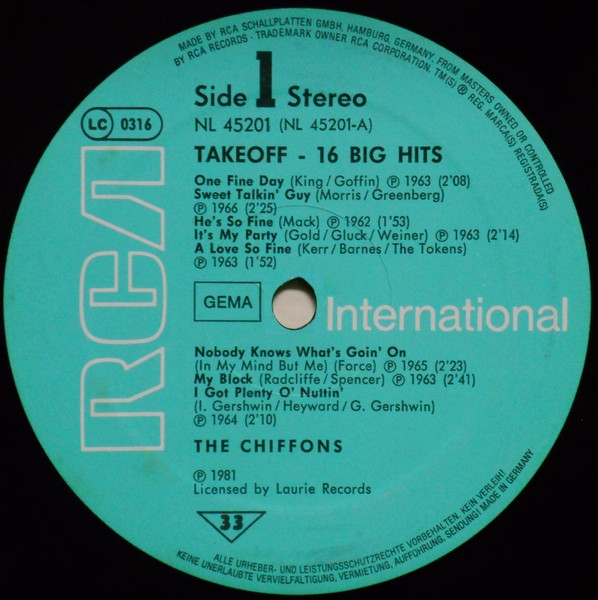 MADE BY RCA SCHALLPLATTEN GMBH, HAMBURG, GERMANY, FROM MASTERS OWNED OR CONTROLLED
BY RCA RECORDS · TRADEMARK OWNER RCA CORPORATION. TM(S) ® REG. MARCA(S) REGISTRADA(S)
Side 1 Stereo
NL 45201 (NL 45201-A)
LC 0316
TAKEOFF - 16 BIG HITS
One Fine Day (King/Goffin) ℗ 1963 (2'08)
Sweet Talkin' Guy (Morris/Greenberg)
℗ 1966 (2'25)
He's So Fine (Mack) ℗ 1962 (1'53)
It's My Party (Gold/Gluck/Weiner) ℗ 1963 (2'14)
A Love So Fine (Kerr/Barnes/The Tokens)
℗ 1963 (1'52)
RCA
GEMA
International
Nobody Knows What's Goin' On
(In My Mind But Me) (Force) ℗ 1965 (2'23)
My Block (Radcliffe/Spencer) ℗ 1963 (2'41)
I Got Plenty O' Nuttin'
(I. Gershwin/Heyward/G. Gershwin)
℗ 1964 (2'10)
THE CHIFFONS
℗ 1981
Licensed by Laurie Records
33
ALLE URHEBER- UND LEISTUNGSSCHUTZRECHTE VORBEHALTEN. KEIN VERLEIH!
KEINE UNERLAUBTE VERVIELFÄLTIGUNG, VERMIETUNG, AUFFÜHRUNG, SENDUNG! MADE IN GERMANY